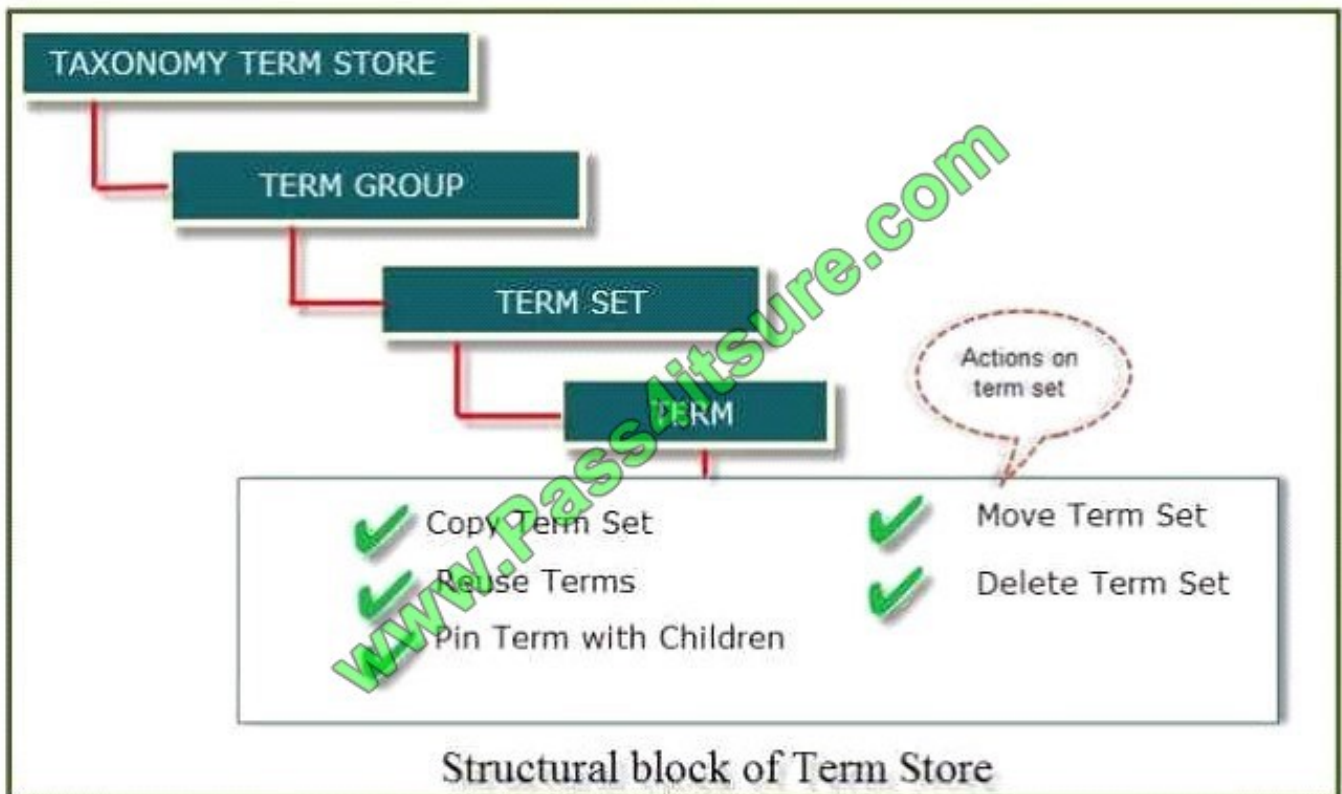 TAXONOMY TERM STORE
TERM GROUP
TERM SET
TERM
Actions on
term set
Copy Term Set
Reuse Terms
Pin Term with Children
Move Term Set
Delete Term Set
www.Pass4itsure.com
Structural block of Term Store